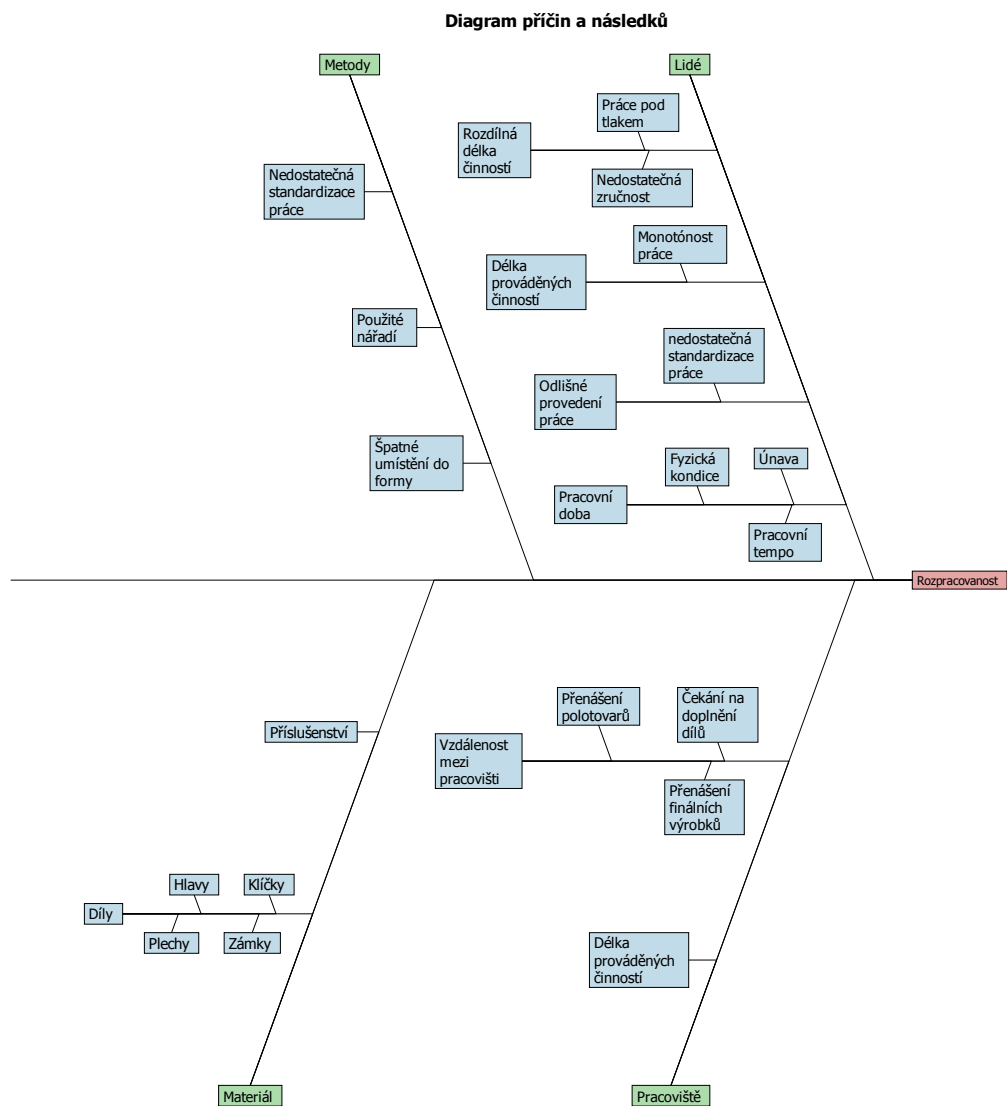 Diagram příčin a následků
Metody
Lidé
Nedostatečná
standardizace
práce
Použité
nářadí
Špatné
umístění do
formy
Rozdílná
délka
činností
Práce pod
tlakem
Nedostatečná
zručnost
Délka
prováděných
činností
Monotónost
práce
Odlišné
provedení
práce
nedostatečná
standardizace
práce
Pracovní
doba
Fyzická
kondice
Únava
Pracovní
tempo
Rozpracovanost
Příslušenství
Díly
Hlavy
Klíčky
Plechy
Zámky
Vzdálenost
mezi
pracovišti
Přenášení
polotovarů
Čekání na
doplnění
dílů
Přenášení
finálních
výrobků
Délka
prováděných
činností
Materiál
Pracoviště